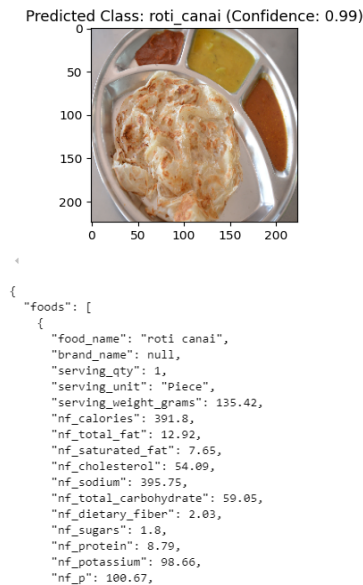 Predicted Class: roti_canai (Confidence: 0.99)
0
50
100
150
200
0 50 100 150 200
{
"foods": [
{
"food_name": "roti canai",
"brand_name": null,
"serving_qty": 1,
"serving_unit": "Piece",
"serving_weight_grams": 135.42,
"nf_calories": 391.8,
"nf_total_fat": 12.92,
"nf_saturated_fat": 7.65,
"nf_cholesterol": 54.09,
"nf_sodium": 395.75,
"nf_total_carbohydrate": 59.05,
"nf_dietary_fiber": 2.03,
"nf_sugars": 1.8,
"nf_protein": 8.79,
"nf_potassium": 98.66,
"nf_p": 100.67,